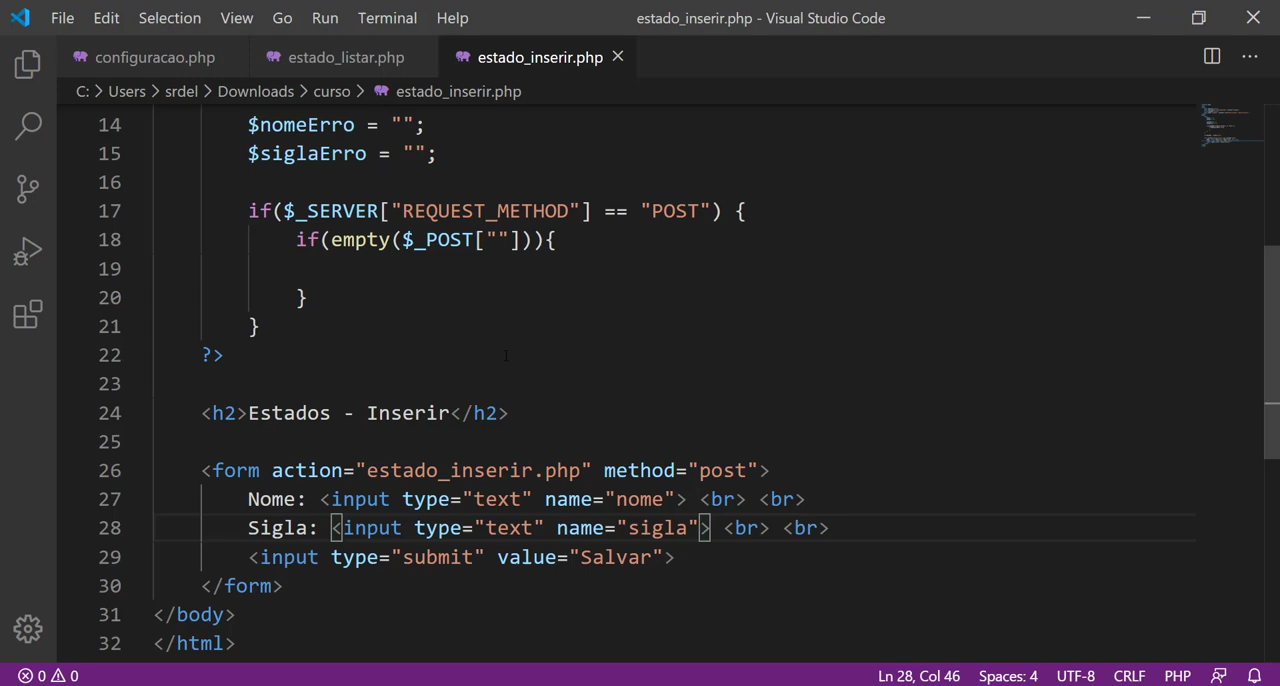 File Edit Selection View Go Run Terminal Help estado_inserir.php - Visual Studio Code
configuracao.php estado_listar.php estado_inserir.php
C: > Users > srdel > Downloads > curso > estado_inserir.php
14 $nomeErro = "";
15 $siglaErro = "";
16
17 if($_SERVER["REQUEST_METHOD"] == "POST") {
18 if(empty($_POST[""])){
19
20 }
21 }
22 ?>
23
24 <h2>Estados - Inserir</h2>
25
26 <form action="estado_inserir.php" method="post">
27 Nome: <input type="text" name="nome"> <br> <br>
28 Sigla: <input type="text" name="sigla"> <br> <br>
29 <input type="submit" value="Salvar">
30 </form>
31 </body>
32 </html>
0 0 Ln 28, Col 46 Spaces: 4 UTF-8 CRLF PHP